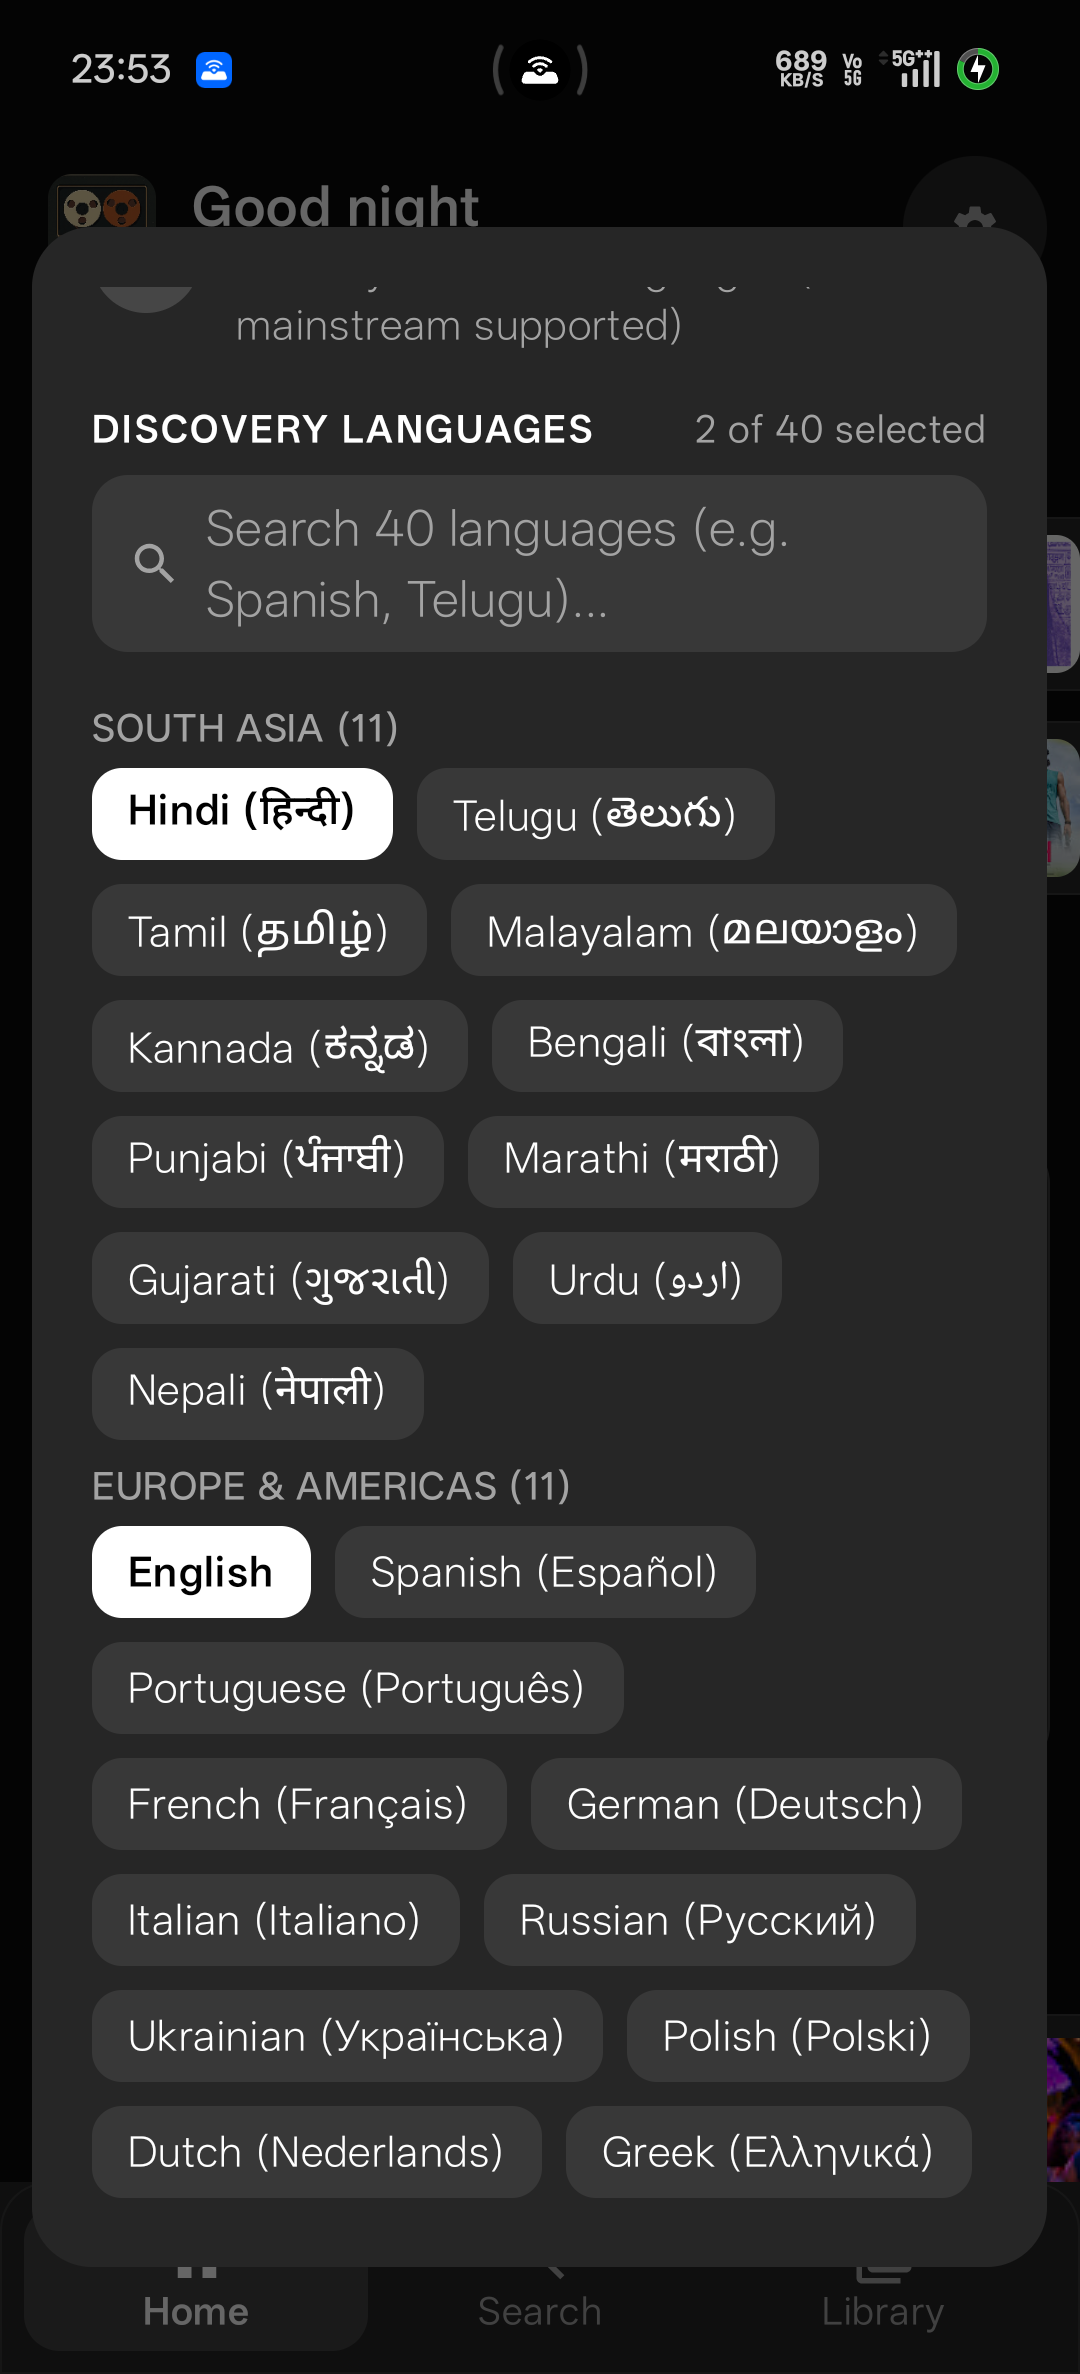 23:53
689 KB/S Vo 5G 5G++
Good night
mainstream supported)
DISCOVERY LANGUAGES 2 of 40 selected
Search 40 languages (e.g.
Spanish, Telugu)...
SOUTH ASIA (11)
Hindi (हिन्दी) Telugu (తెలుగు)
Tamil (தமிழ்) Malayalam (മലയാളം)
Kannada (ಕನ್ನಡ) Bengali (বাংলা)
Punjabi (ਪੰਜਾਬੀ) Marathi (मराठी)
Gujarati (ગુજરાતી) Urdu (اردو)
Nepali (नेपाली)
EUROPE & AMERICAS (11)
English Spanish (Español)
Portuguese (Português)
French (Français) German (Deutsch)
Italian (Italiano) Russian (Русский)
Ukrainian (Українська) Polish (Polski)
Dutch (Nederlands) Greek (Ελληνικά)
Home Search Library